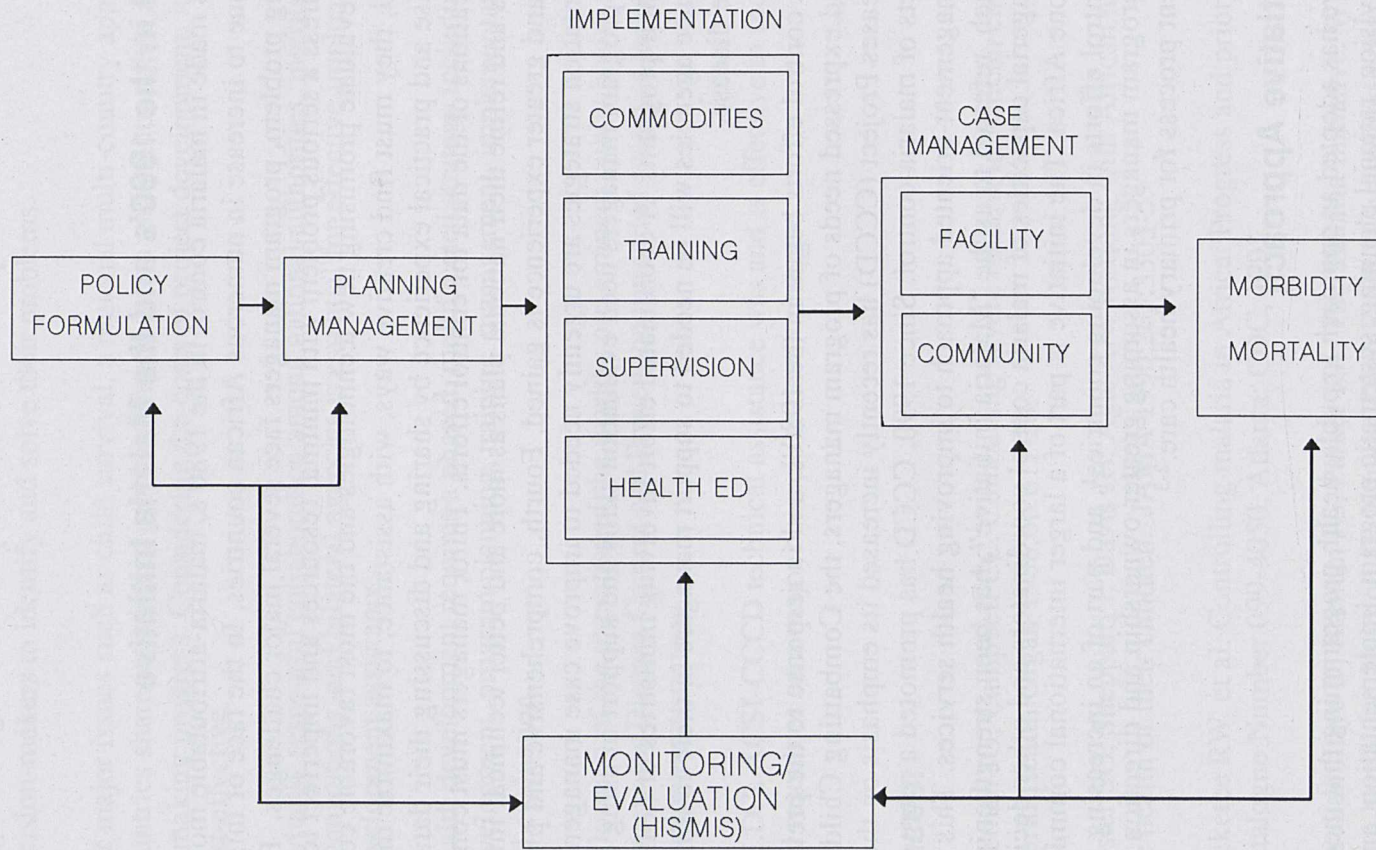 IMPLEMENTATION
COMMODITIES
TRAINING
SUPERVISION
HEALTH ED
CASE
MANAGEMENT
FACILITY
COMMUNITY
POLICY
FORMULATION
PLANNING
MANAGEMENT
MORBIDITY
MORTALITY
MONITORING/
EVALUATION
(HIS/MIS)